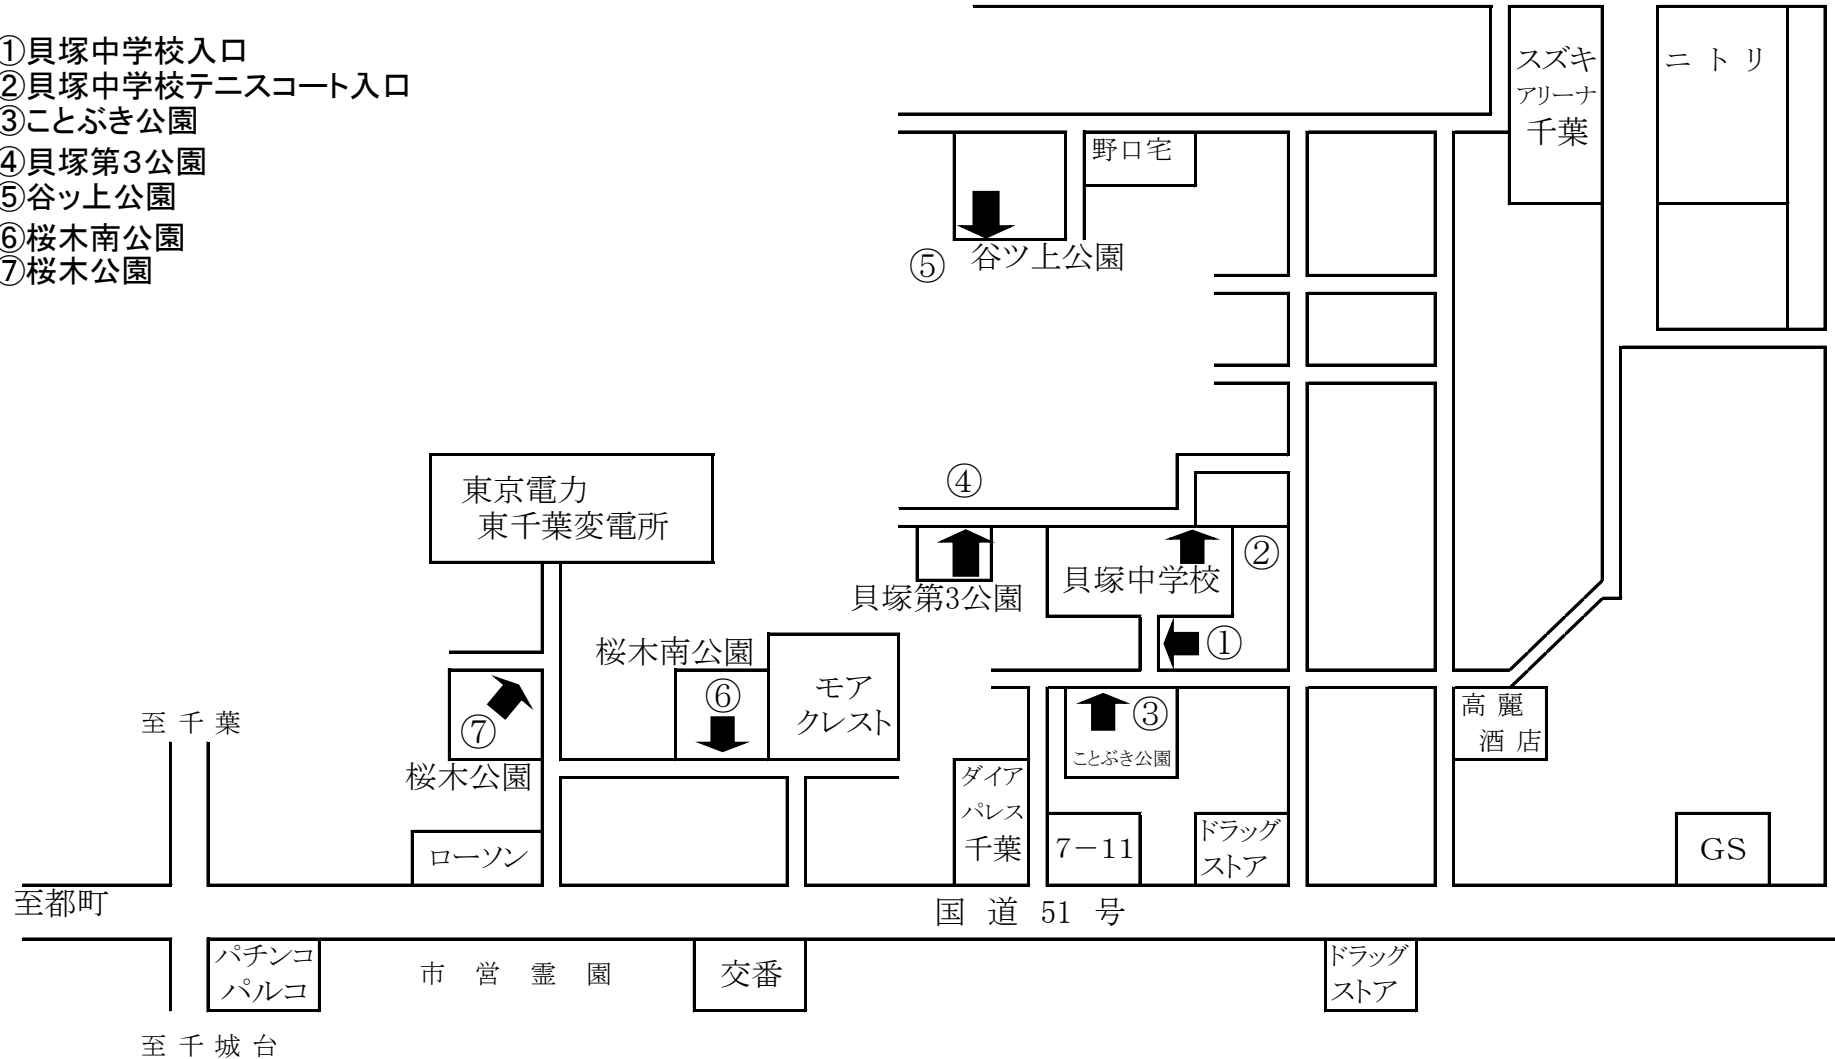 ①貝塚中学校入口
②貝塚中学校テニスコート入口
③ことぶき公園
④貝塚第３公園
⑤谷ッ上公園
⑥桜木南公園
⑦桜木公園
スズキ
アリーナ
千葉
ニトリ
野口宅
⑤ 谷ツ上公園
東京電力
東千葉変電所
④
②
貝塚中学校
貝塚第3公園
①
桜木南公園
⑥
モア
クレスト
⑦
桜木公園
③
ことぶき公園
高麗
酒店
至千葉
ダイア
パレス
千葉
7－11
ドラッグ
ストア
ローソン
GS
至都町
国道51号
パチンコ
パルコ
市営霊園
交番
ドラッグ
ストア
至千城台